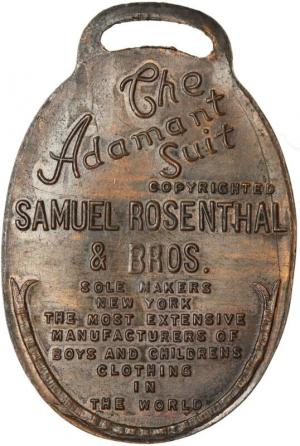 The
Adamant
Suit
COPYRIGHTED
SAMUEL ROSENTHAL
& BROS.
SOLE MAKERS
NEW YORK
THE MOST EXTENSIVE
MANUFACTURERS OF
BOYS AND CHILDRENS
CLOTHING
IN
THE WORLD